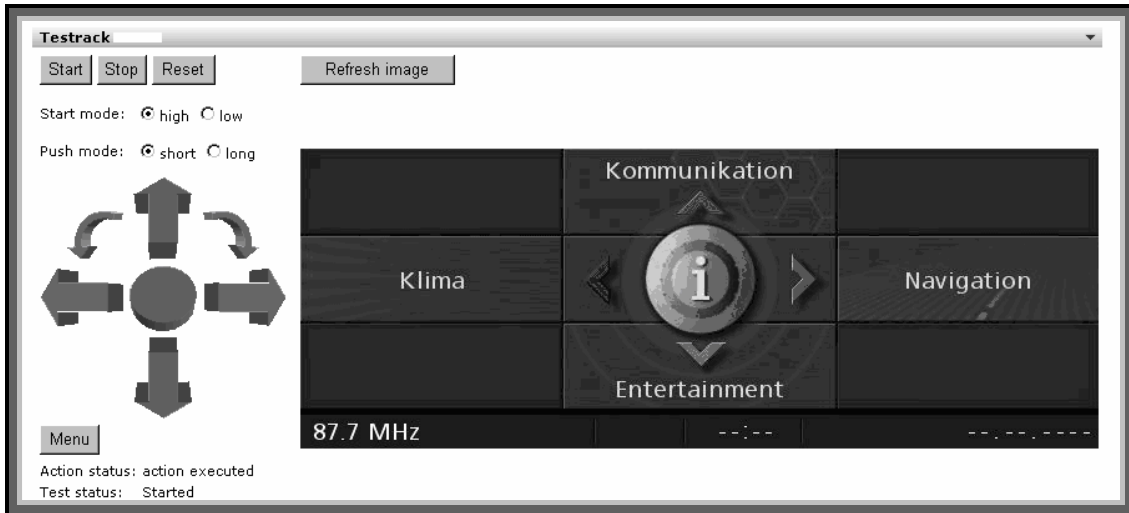 Testrack
Start Stop Reset Refresh image
Start mode: high low
Push mode: short long
Kommunikation
Klima i Navigation
Entertainment
87.7 MHz --:-- --.--.----
Menu
Action status: action executed
Test status: Started